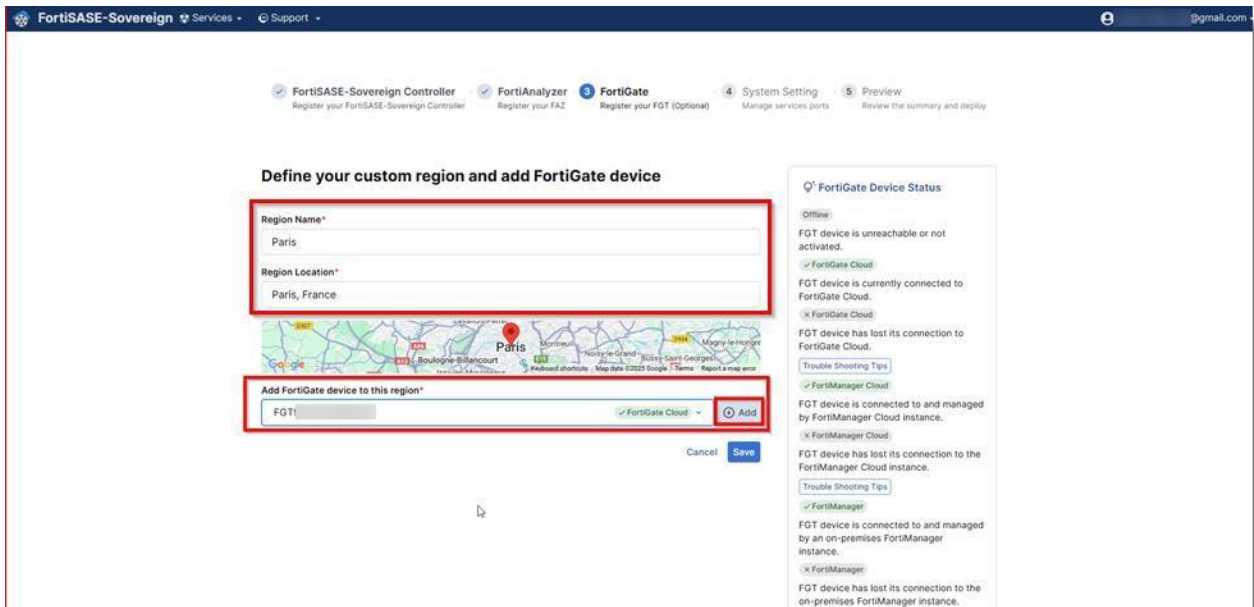 FortiSASE-Sovereign Services Support @gmail.com
FortiSASE-Sovereign Controller FortiAnalyzer 3 FortiGate 4 System Setting 5 Preview
Register your FortiSASE-Sovereign Controller Register your FAZ Register your FGT (Optional) Manage services ports Review the summary and deploy
Define your custom region and add FortiGate device
Region Name*
Paris
Region Location*
Paris, France
D907
A86
Paris
Montreuil
D934
Magny-le-Hongre
A13
Boulogne-Billancourt
Noisy-le-Grand
Bussy-Saint-Georges
Google
Keyboard shortcuts Map data ©2025 Google Terms Report a map error
Add FortiGate device to this region*
FGT
FortiGate Cloud
Add
Cancel Save
FortiGate Device Status
Offline
FGT device is unreachable or not
activated.
FortiGate Cloud
FGT device is currently connected to
FortiGate Cloud.
FortiGate Cloud
FGT device has lost its connection to
FortiGate Cloud.
Trouble Shooting Tips
FortiManager Cloud
FGT device is connected to and managed
by FortiManager Cloud instance.
FortiManager Cloud
FGT device has lost its connection to the
FortiManager Cloud instance.
Trouble Shooting Tips
FortiManager
FGT device is connected to and managed
by an on-premises FortiManager
instance.
FortiManager
FGT device has lost its connection to the
on-premises FortiManager instance.